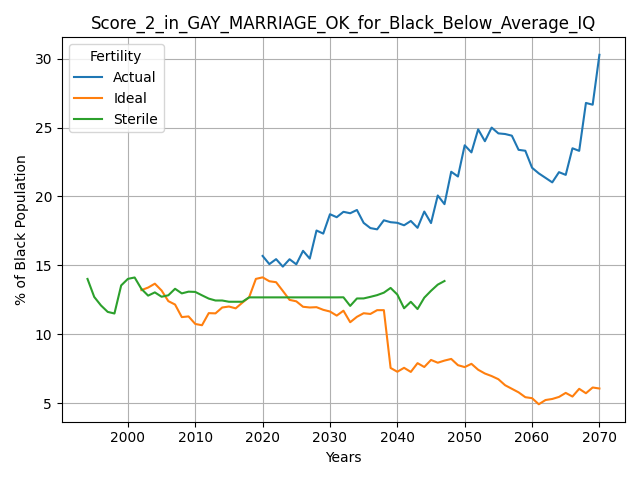 Score_2_in_GAY_MARRIAGE_OK_for_Black_Below_Average_IQ
Fertility
Actual
Ideal
Sterile
% of Black Population
30
25
20
15
10
5
2000 2010 2020 2030 2040 2050 2060 2070
Years